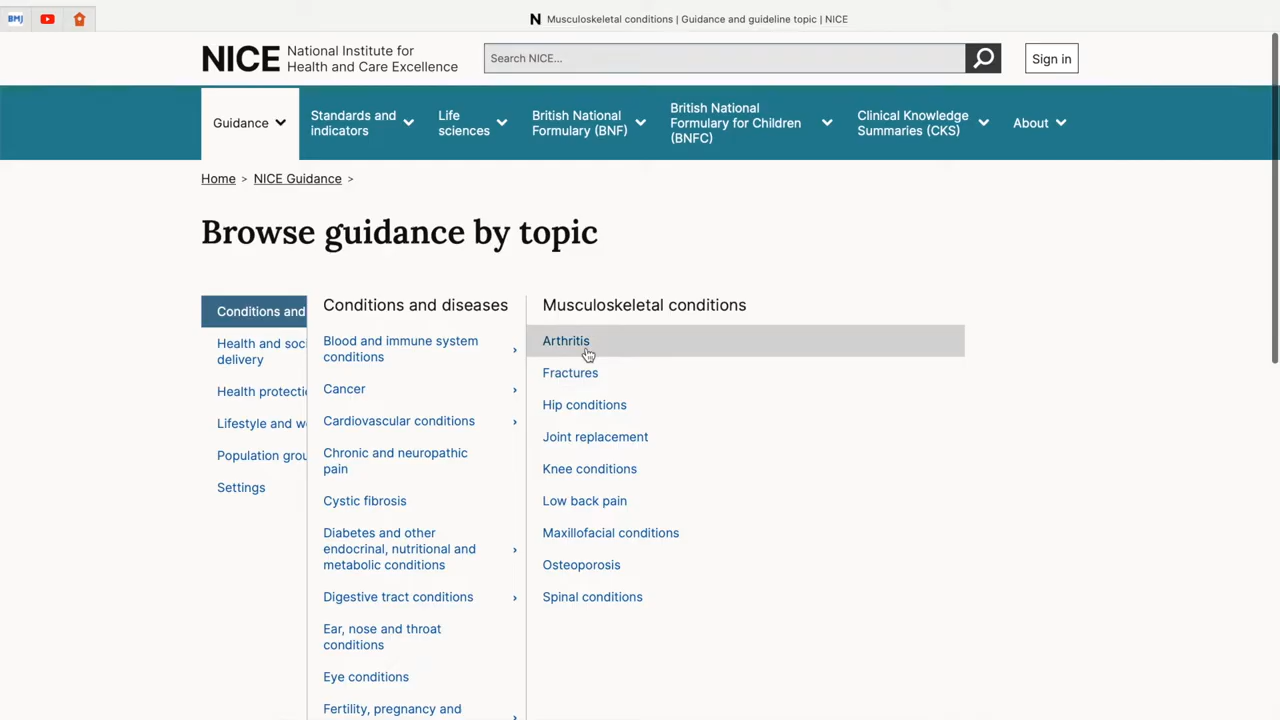 BMJ
N Musculoskeletal conditions | Guidance and guideline topic | NICE
NICE National Institute for
Health and Care Excellence
Search NICE...
Sign in
Guidance
Standards and
indicators
Life
sciences
British National
Formulary (BNF)
British National
Formulary for Children
(BNFC)
Clinical Knowledge
Summaries (CKS)
About
Home > NICE Guidance >
Browse guidance by topic
Conditions and
Health and soc
delivery
Health protecti
Lifestyle and w
Population grou
Settings
Conditions and diseases
Blood and immune system
conditions
Cancer
Cardiovascular conditions
Chronic and neuropathic
pain
Cystic fibrosis
Diabetes and other
endocrinal, nutritional and
metabolic conditions
Digestive tract conditions
Ear, nose and throat
conditions
Eye conditions
Fertility, pregnancy and
Musculoskeletal conditions
Arthritis
Fractures
Hip conditions
Joint replacement
Knee conditions
Low back pain
Maxillofacial conditions
Osteoporosis
Spinal conditions